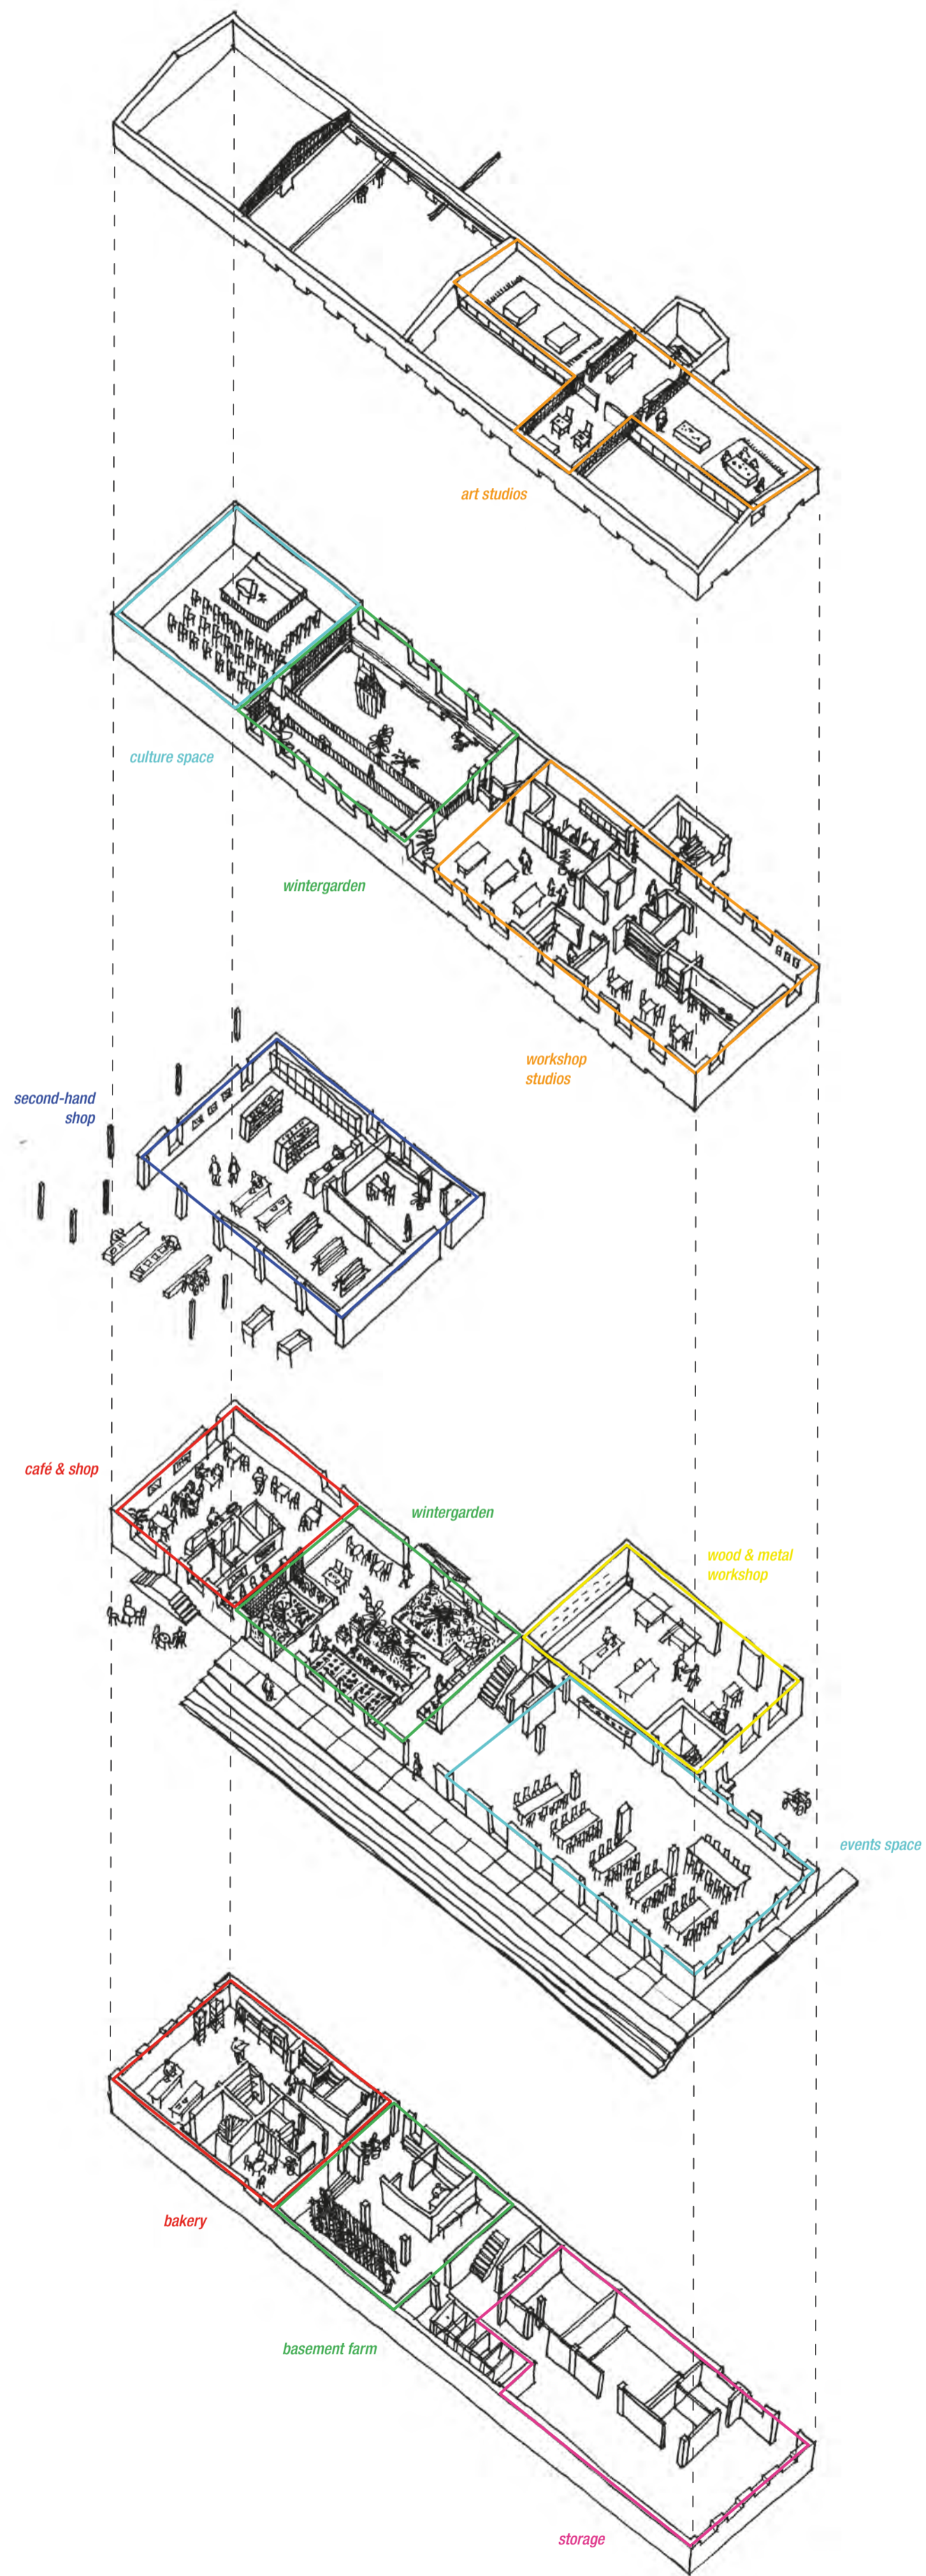 art studios
culture space
wintergarden
workshop
studios
second-hand
shop
café & shop
wintergarden
wood & metal
workshop
events space
bakery
basement farm
storage